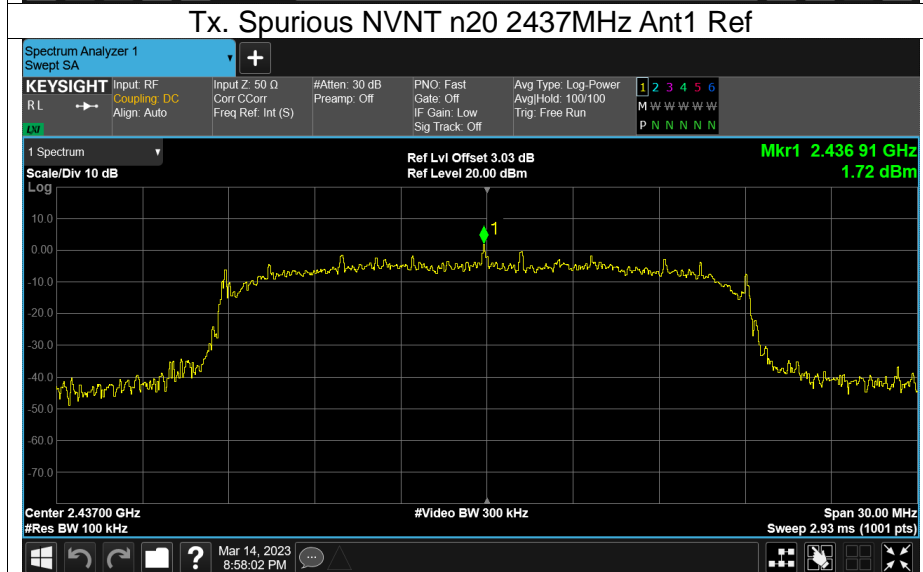 Tx. Spurious NVNT n20 2437MHz Ant1 Ref
Spectrum Analyzer 1
Swept SA
+
KEYSIGHT Input: RF Input Z: 50 Ω #Atten: 30 dB PNO: Fast Avg Type: Log-Power 1 2 3 4 5 6
RL Coupling: DC Corr CCorr Preamp: Off Gate: Off Avg|Hold: 100/100 M W W W W W
Align: Auto Freq Ref: Int (S) IF Gain: Low Trig: Free Run
LXI Sig Track: Off P N N N N N
1 Spectrum Ref Lvl Offset 3.03 dB Mkr1 2.436 91 GHz
Scale/Div 10 dB Ref Level 20.00 dBm 1.72 dBm
Log
10.0
1
0.00
-10.0
-20.0
-30.0
-40.0
-50.0
-60.0
-70.0
Center 2.43700 GHz #Video BW 300 kHz Span 30.00 MHz
#Res BW 100 kHz Sweep 2.93 ms (1001 pts)
? Mar 14, 2023
8:58:02 PM